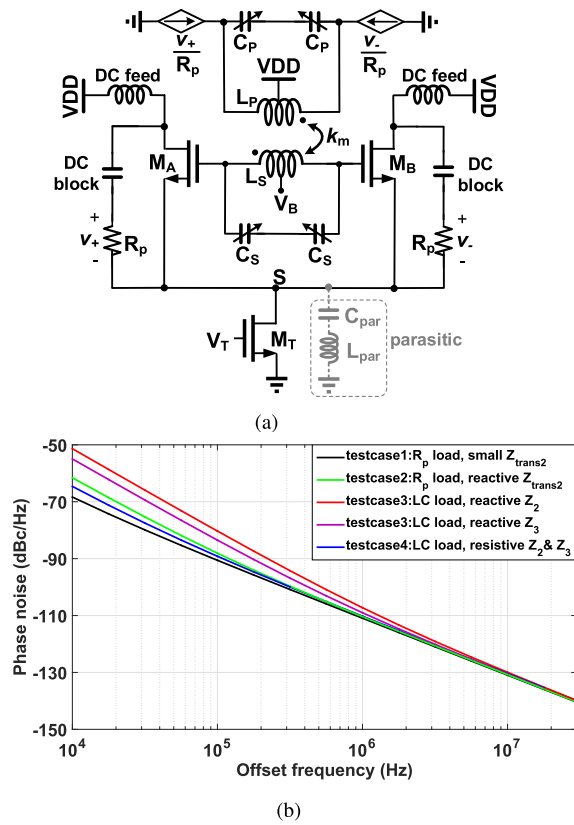 v+
Rp
CP
CP
v-
Rp
VDD
DC feed
LP
VDD
km
DC feed
VDD
DC
block
MA
LS
VB
MB
DC
block
+
v+
-
Rp
CS
CS
Rp
+
v-
-
S
VT
MT
Cpar
Lpar
parasitic
(a)
-50
-70
-90
-110
-130
-150
Phase noise (dBc/Hz)
testcase1:Rp load, small Ztrans2
testcase2:Rp load, reactive Ztrans2
testcase3:LC load, reactive Z2
testcase3:LC load, reactive Z3
testcase4:LC load, resistive Z2& Z3
10^4
10^5
10^6
10^7
Offset frequency (Hz)
(b)